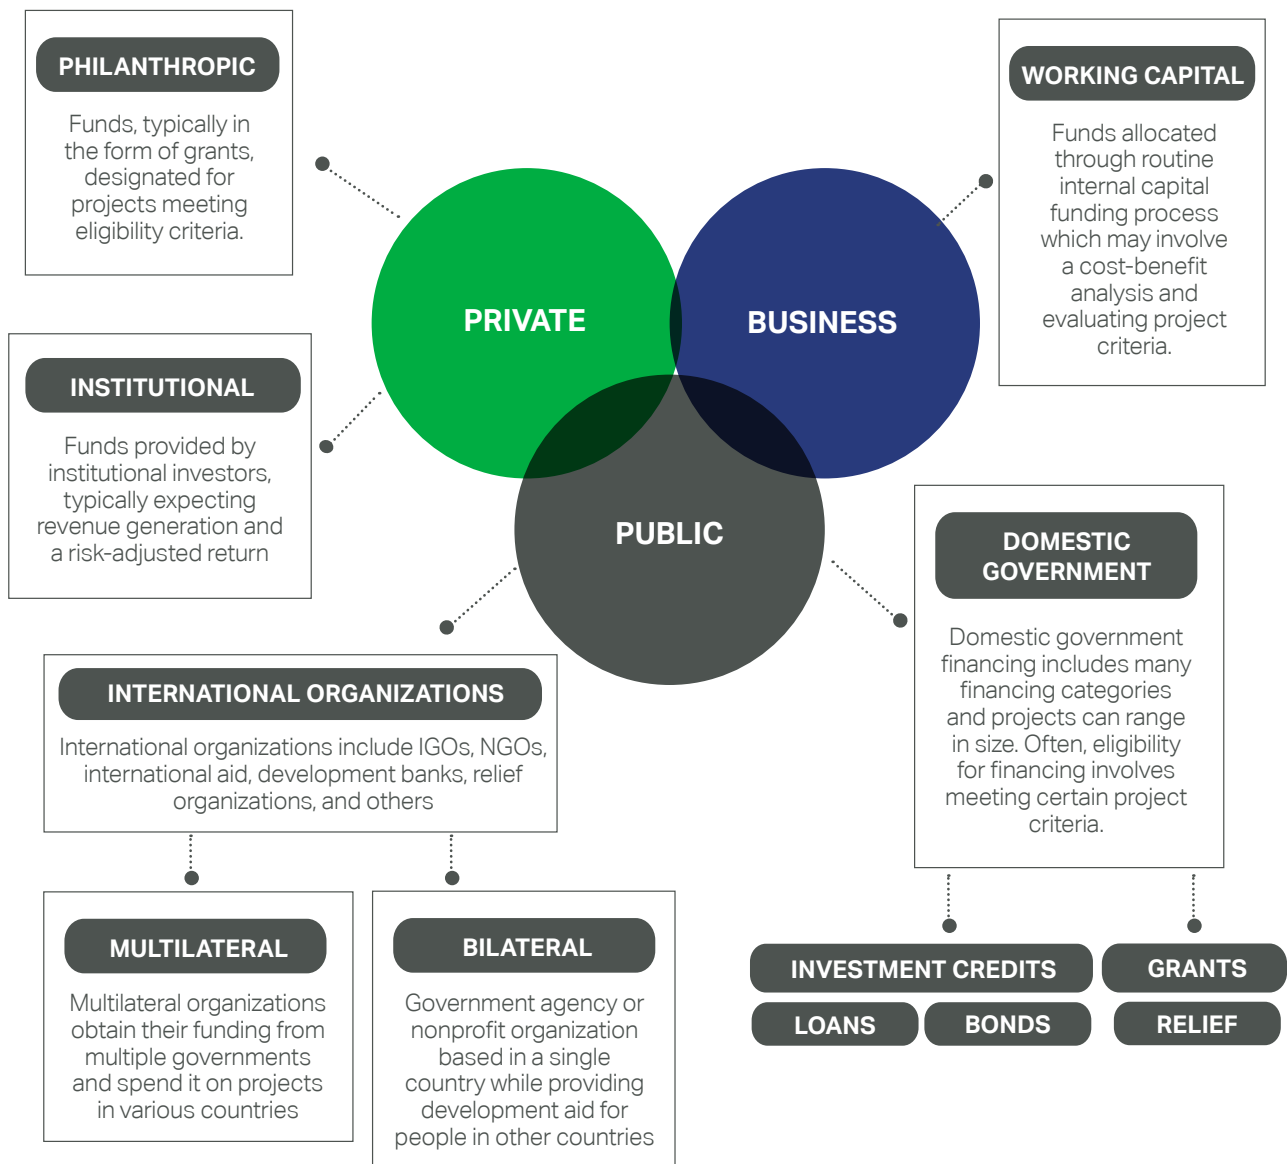 PHILANTHROPIC
Funds, typically in
the form of grants,
designated for
projects meeting
eligibility criteria.
WORKING CAPITAL
Funds allocated
through routine
internal capital
funding process
which may involve
a cost-benefit
analysis and
evaluating project
criteria.
PRIVATE
BUSINESS
PUBLIC
INSTITUTIONAL
Funds provided by
institutional investors,
typically expecting
revenue generation and
a risk-adjusted return
DOMESTIC
GOVERNMENT
Domestic government
financing includes many
financing categories
and projects can range
in size. Often, eligibility
for financing involves
meeting certain project
criteria.
INTERNATIONAL ORGANIZATIONS
International organizations include IGOs, NGOs,
international aid, development banks, relief
organizations, and others
MULTILATERAL
Multilateral organizations
obtain their funding from
multiple governments
and spend it on projects
in various countries
BILATERAL
Government agency or
nonprofit organization
based in a single
country while providing
development aid for
people in other countries
INVESTMENT CREDITS
GRANTS
LOANS
BONDS
RELIEF